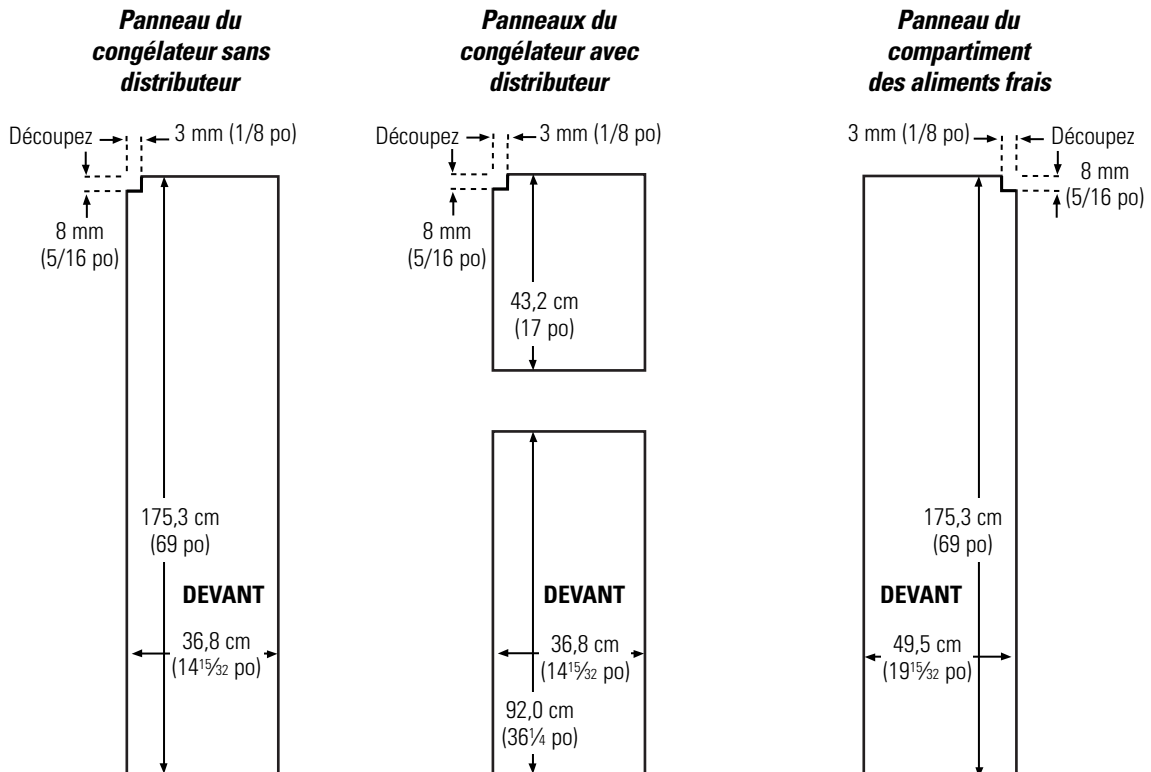 Panneau du
congélateur sans
distributeur
Découpez
3 mm (1/8 po)
8 mm
(5/16 po)
175,3 cm
(69 po)
DEVANT
36,8 cm
(14 15/32 po)
Panneaux du
congélateur avec
distributeur
Découpez
3 mm (1/8 po)
8 mm
(5/16 po)
43,2 cm
(17 po)
DEVANT
36,8 cm
(14 15/32 po)
92,0 cm
(36 1/4 po)
Panneau du
compartiment
des aliments frais
3 mm (1/8 po)
Découpez
8 mm
(5/16 po)
175,3 cm
(69 po)
DEVANT
49,5 cm
(19 15/32 po)